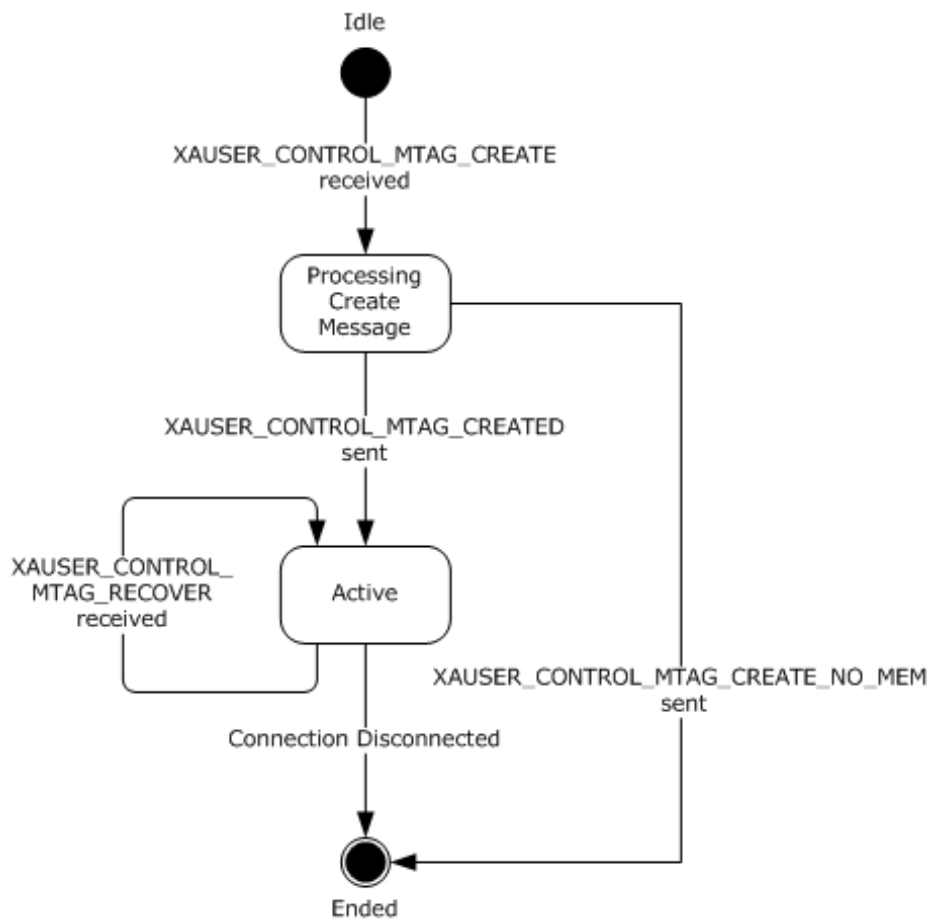 Idle
XAUSER_CONTROL_MTAG_CREATE
received
Processing
Create
Message
XAUSER_CONTROL_MTAG_CREATED
sent
XAUSER_CONTROL_
MTAG_RECOVER
received
Active
XAUSER_CONTROL_MTAG_CREATE_NO_MEM
sent
Connection Disconnected
Ended